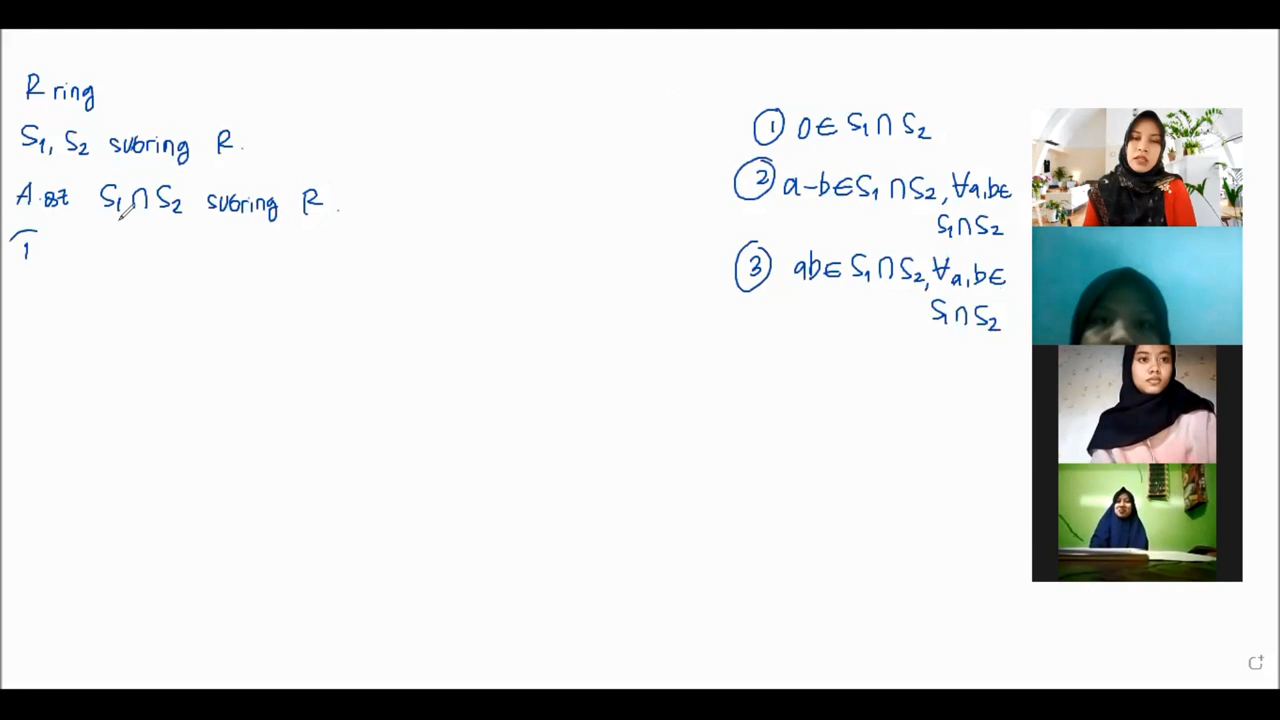 R ring
S₁, S₂ subring R.
S₁ ∩ S₂ subring R.
1
① 0 ∈ S₁ ∩ S₂
② a-b ∈ S₁ ∩ S₂, ∀a,b ∈
S₁ ∩ S₂
③ ab ∈ S₁ ∩ S₂, ∀a,b ∈
S₁ ∩ S₂